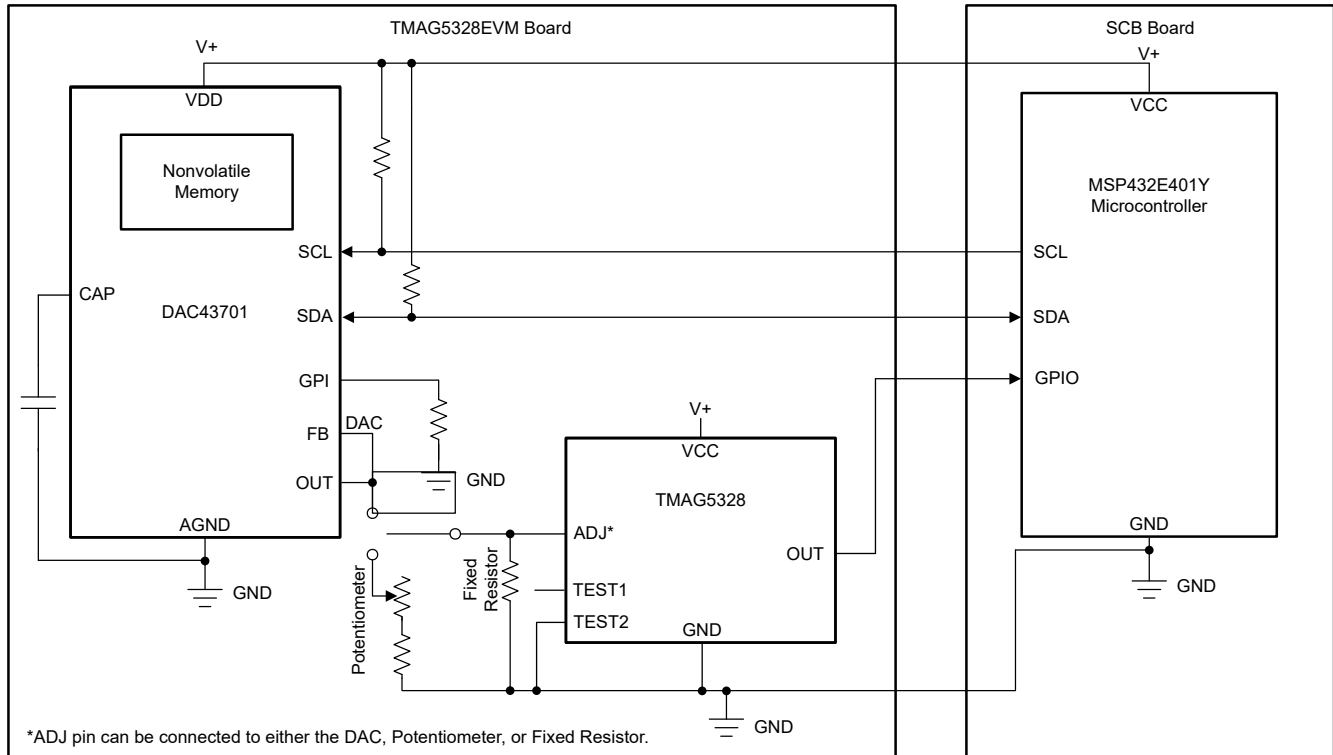 TMAG5328EVM Board
SCB Board
V+
V+
VDD
VCC
Nonvolatile
Memory
MSP432E401Y
Microcontroller
SCL
SCL
CAP
DAC43701
SDA
SDA
GPI
GPIO
FB
DAC
V+
VCC
OUT
GND
TMAG5328
AGND
ADJ*
OUT
GND
GND
Fixed
Resistor
TEST1
GND
Potentiometer
TEST2
GND
GND
*ADJ pin can be connected to either the DAC, Potentiometer, or Fixed Resistor.